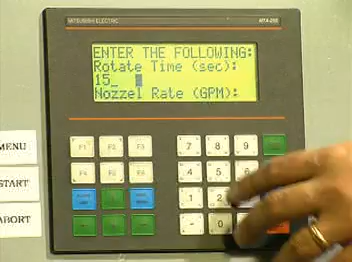 MITSUBISHI ELECTRIC
ENTER THE FOLLOWING:
Rotate Time (sec):
15_
Nozzel Rate (GPM):
F1 F2 F3 7 8 9
F4 F5 F6 4 5
1 2
0
MENU
START
ABORT